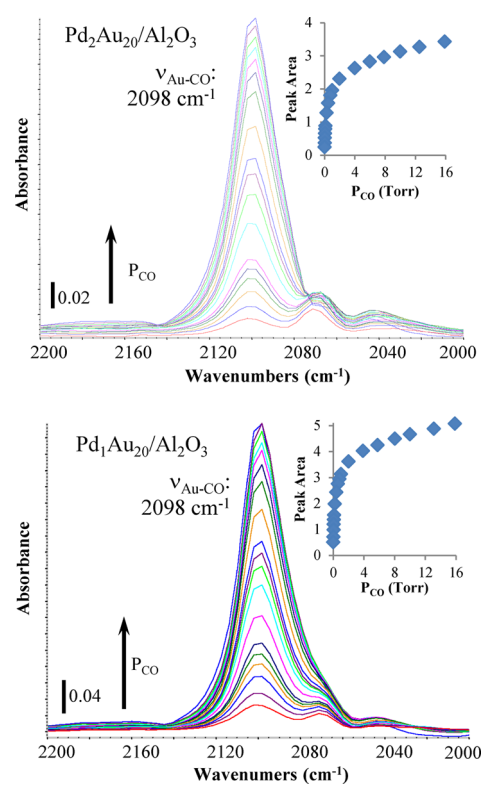 Pd2Au20/Al2O3
νAu-CO:
2098 cm-1
Absorbance
PCO
0.02
2200 2160 2120 2080 2040 2000
Wavenumbers (cm-1)
Peak Area
4
3
2
1
0
0 4 8 12 16
PCO (Torr)
Pd1Au20/Al2O3
νAu-CO:
2098 cm-1
Absorbance
PCO
0.04
2200 2160 2120 2080 2040 2000
Wavenumers (cm-1)
Peak Area
5
4
3
2
1
0
0 4 8 12 16
PCO (Torr)